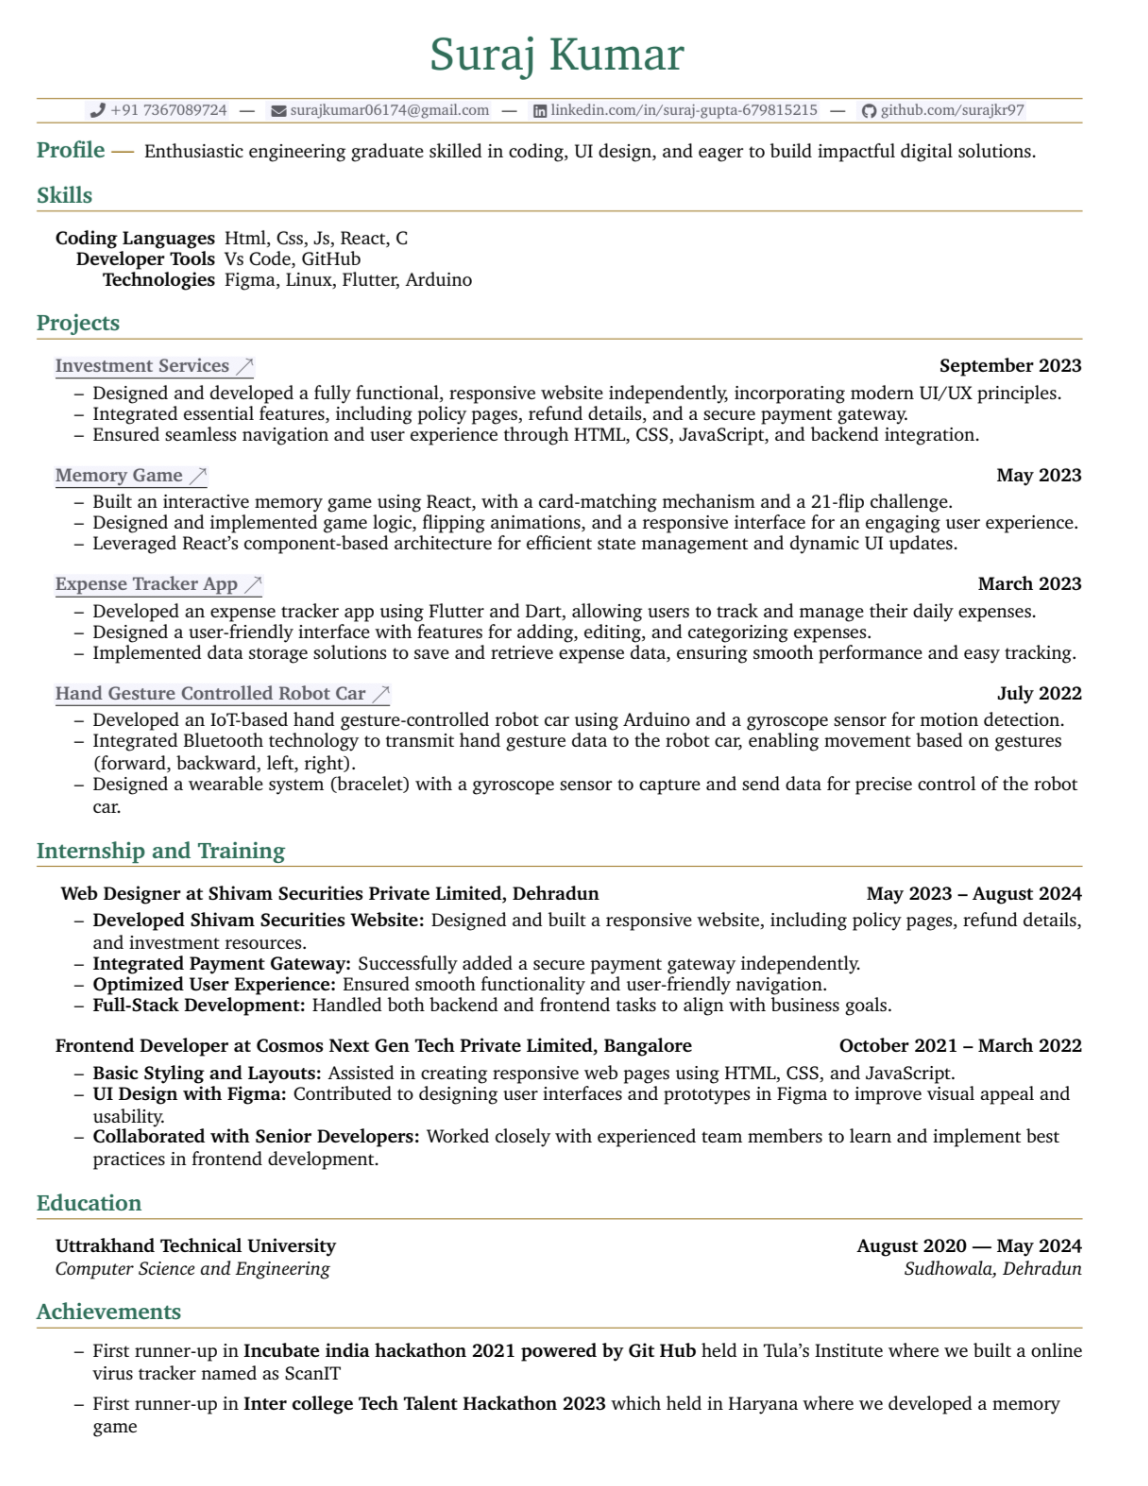 Suraj Kumar
+91 7367089724 — surajkumar06174@gmail.com — linkedin.com/in/suraj-gupta-679815215 — github.com/surajkr97
Profile — Enthusiastic engineering graduate skilled in coding, UI design, and eager to build impactful digital solutions.
Skills
Coding Languages Html, Css, Js, React, C
Developer Tools Vs Code, GitHub
Technologies Figma, Linux, Flutter, Arduino
Projects
Investment Services ↗ September 2023
– Designed and developed a fully functional, responsive website independently, incorporating modern UI/UX principles.
– Integrated essential features, including policy pages, refund details, and a secure payment gateway.
– Ensured seamless navigation and user experience through HTML, CSS, JavaScript, and backend integration.
Memory Game ↗ May 2023
– Built an interactive memory game using React, with a card-matching mechanism and a 21-flip challenge.
– Designed and implemented game logic, flipping animations, and a responsive interface for an engaging user experience.
– Leveraged React's component-based architecture for efficient state management and dynamic UI updates.
Expense Tracker App ↗ March 2023
– Developed an expense tracker app using Flutter and Dart, allowing users to track and manage their daily expenses.
– Designed a user-friendly interface with features for adding, editing, and categorizing expenses.
– Implemented data storage solutions to save and retrieve expense data, ensuring smooth performance and easy tracking.
Hand Gesture Controlled Robot Car ↗ July 2022
– Developed an IoT-based hand gesture-controlled robot car using Arduino and a gyroscope sensor for motion detection.
– Integrated Bluetooth technology to transmit hand gesture data to the robot car, enabling movement based on gestures
(forward, backward, left, right).
– Designed a wearable system (bracelet) with a gyroscope sensor to capture and send data for precise control of the robot
car.
Internship and Training
Web Designer at Shivam Securities Private Limited, Dehradun May 2023 – August 2024
– Developed Shivam Securities Website: Designed and built a responsive website, including policy pages, refund details,
and investment resources.
– Integrated Payment Gateway: Successfully added a secure payment gateway independently.
– Optimized User Experience: Ensured smooth functionality and user-friendly navigation.
– Full-Stack Development: Handled both backend and frontend tasks to align with business goals.
Frontend Developer at Cosmos Next Gen Tech Private Limited, Bangalore October 2021 – March 2022
– Basic Styling and Layouts: Assisted in creating responsive web pages using HTML, CSS, and JavaScript.
– UI Design with Figma: Contributed to designing user interfaces and prototypes in Figma to improve visual appeal and
usability.
– Collaborated with Senior Developers: Worked closely with experienced team members to learn and implement best
practices in frontend development.
Education
Uttrakhand Technical University August 2020 — May 2024
Computer Science and Engineering Sudhowala, Dehradun
Achievements
– First runner-up in Incubate india hackathon 2021 powered by Git Hub held in Tula's Institute where we built a online
virus tracker named as ScanIT
– First runner-up in Inter college Tech Talent Hackathon 2023 which held in Haryana where we developed a memory
game